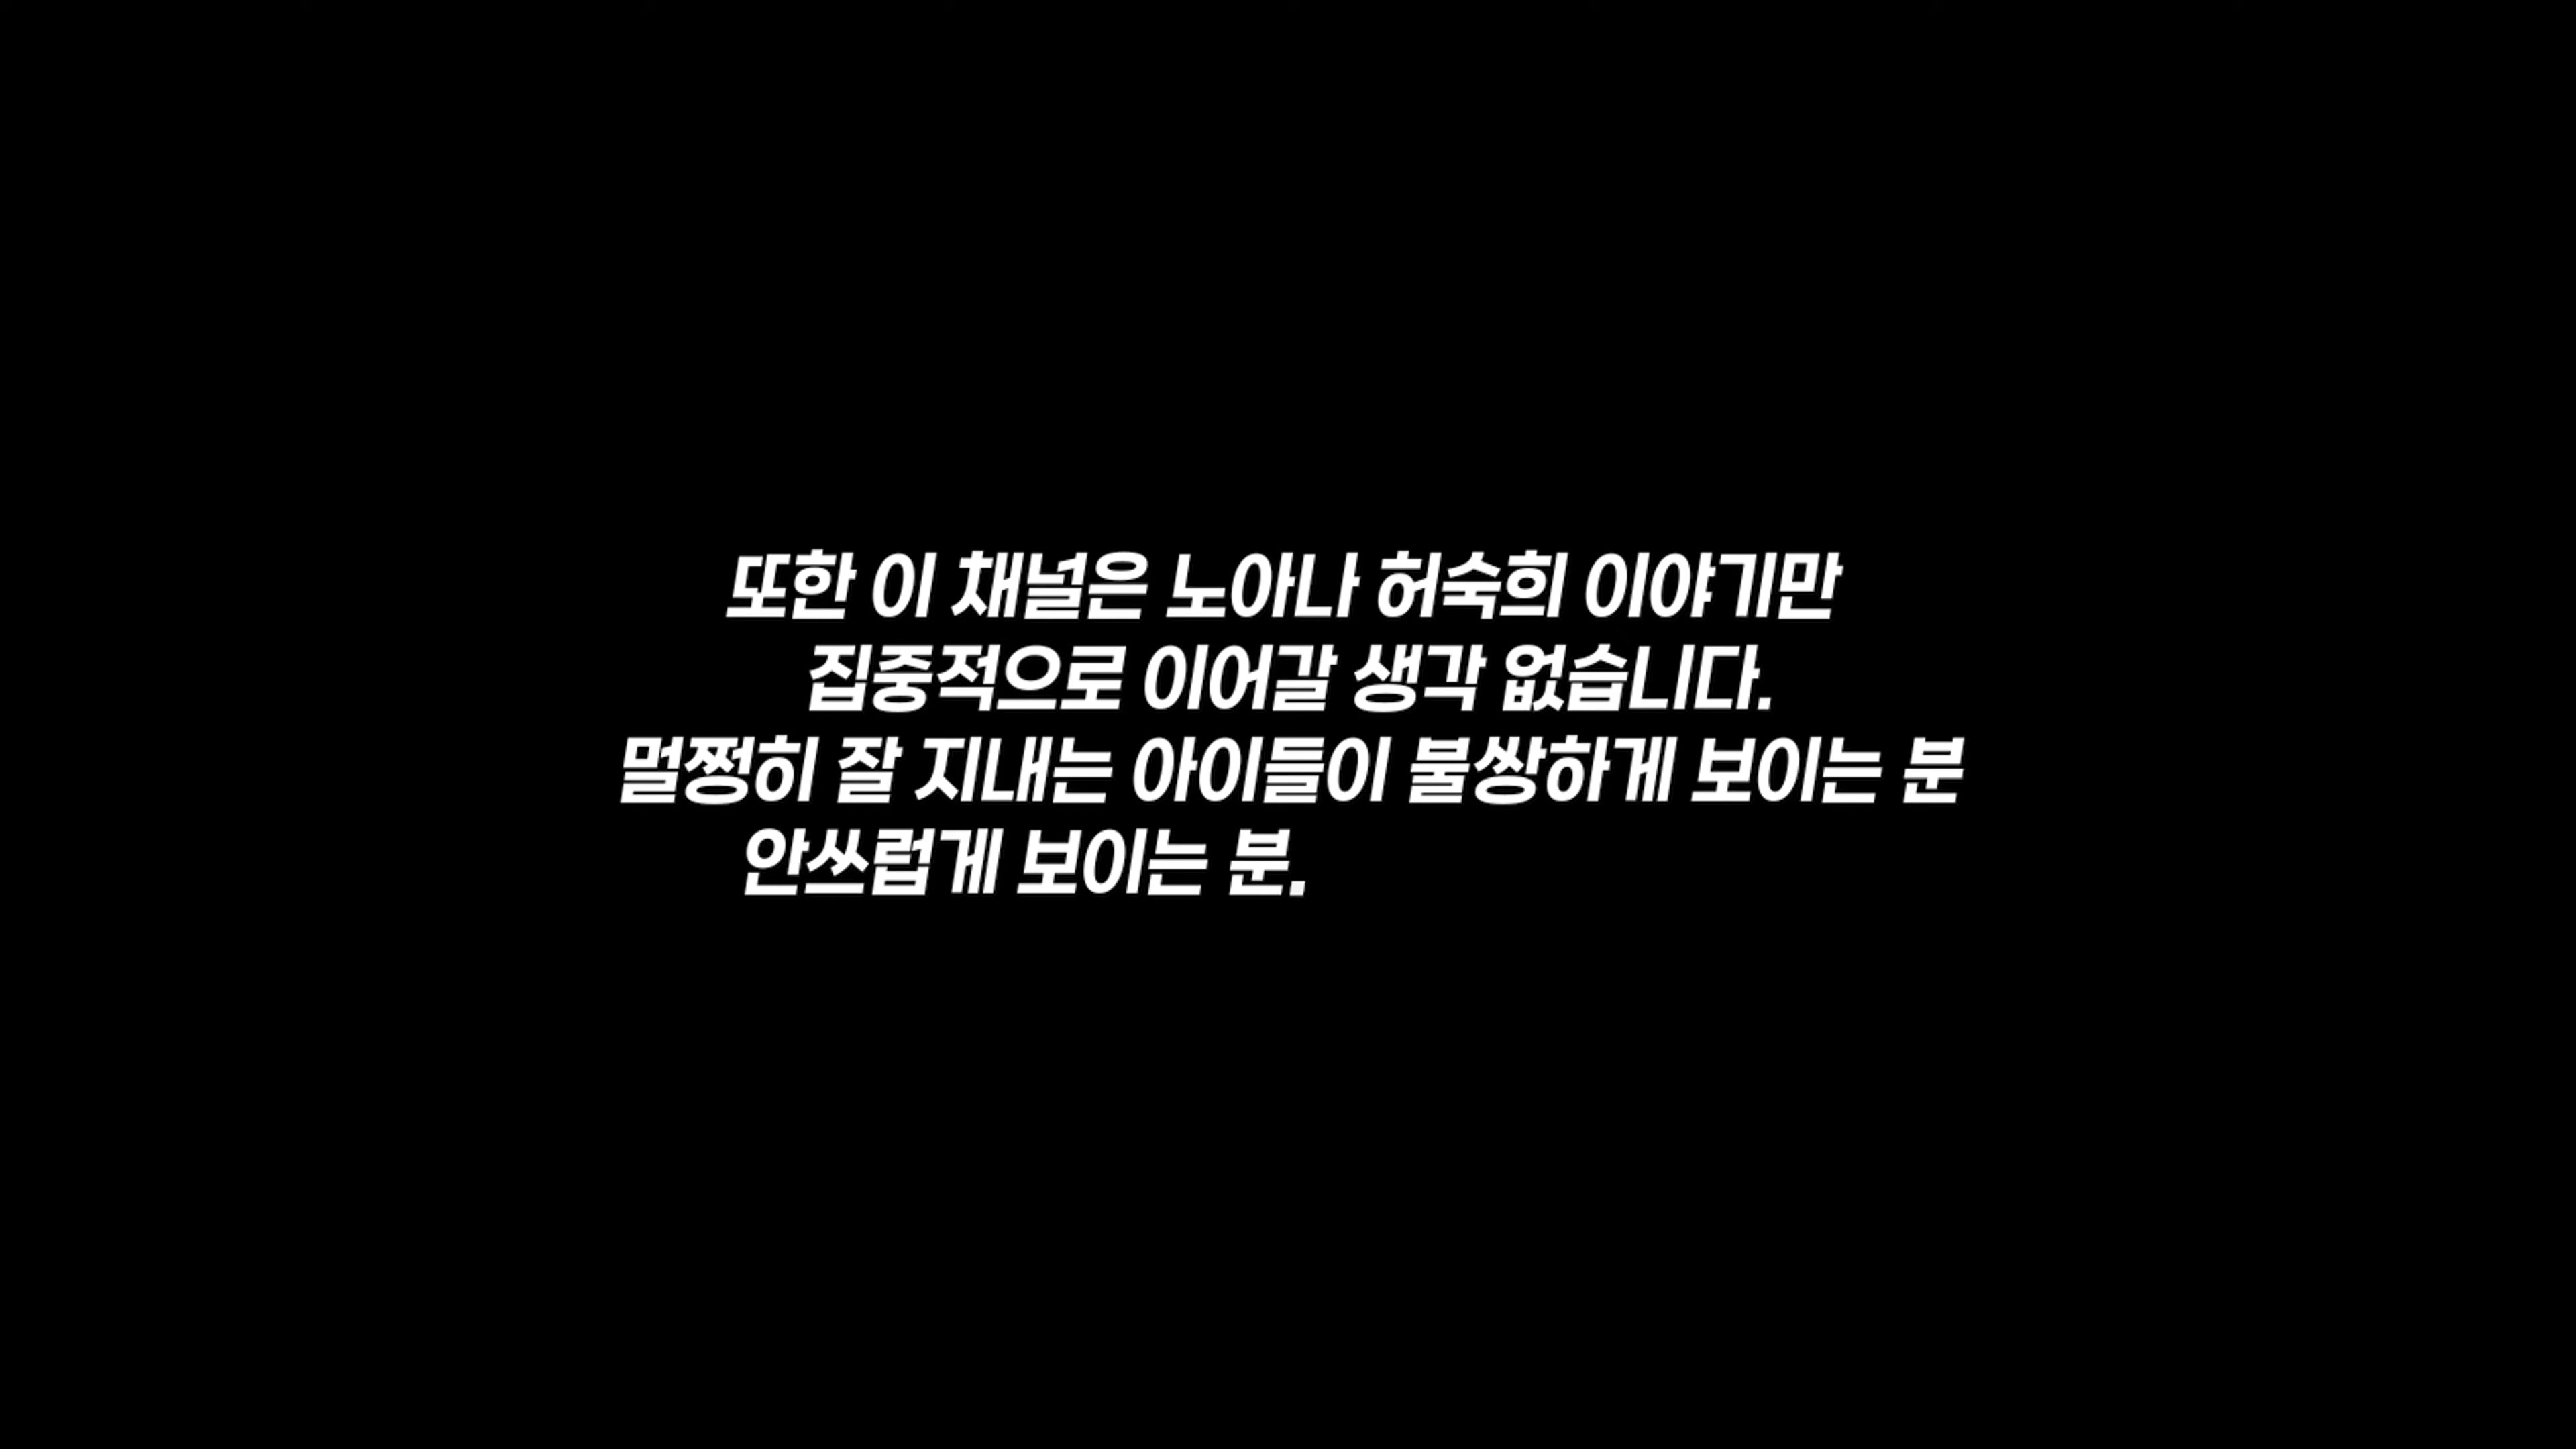 또한 이 채널은 노아나 허숙희 이야기만
집중적으로 이어갈 생각 없습니다.
멀쩡히 잘 지내는 아이들이 불쌍하게 보이는 분
안쓰럽게 보이는 분.